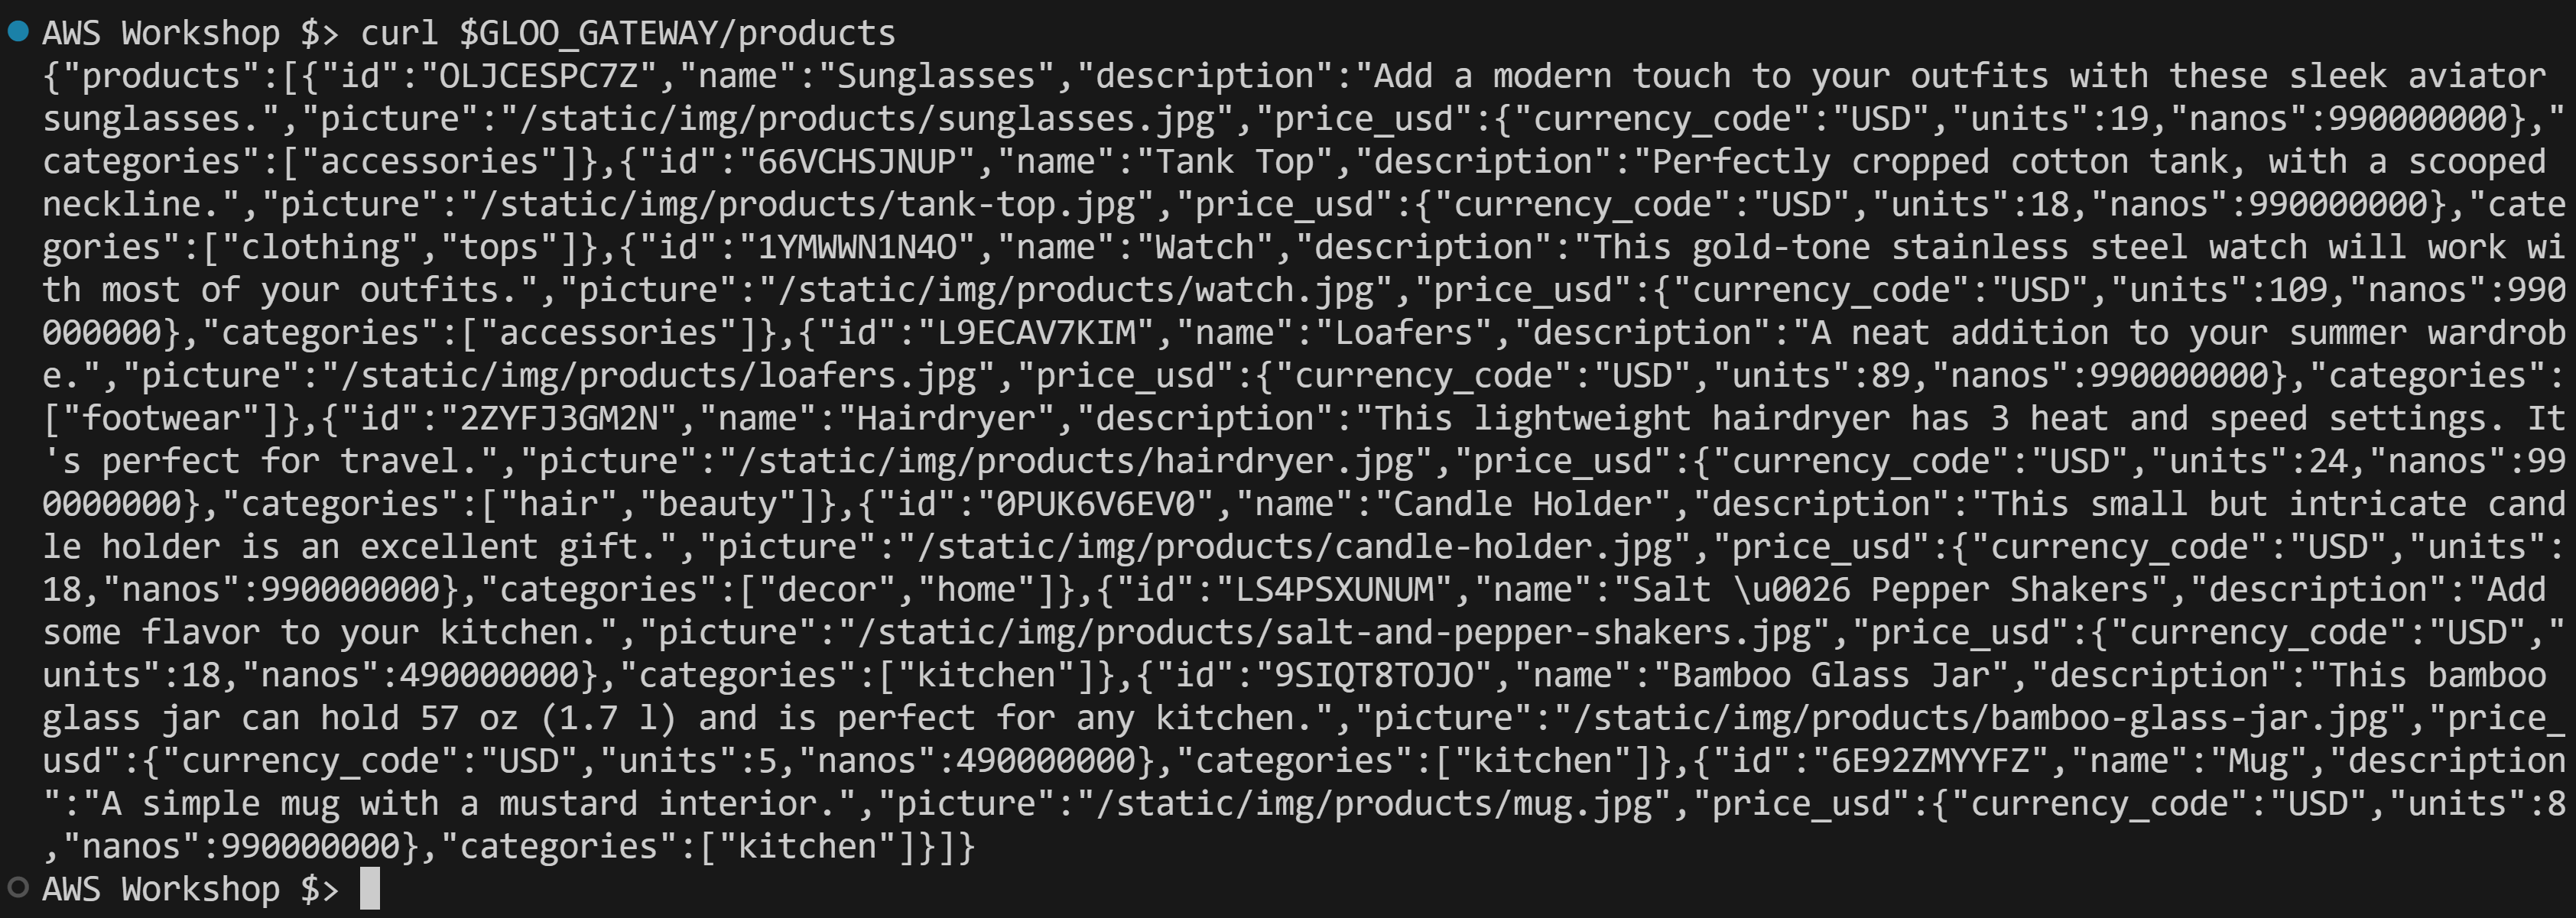 AWS Workshop $> curl $GLOO_GATEWAY/products
{"products":[{"id":"OLJCESPC7Z","name":"Sunglasses","description":"Add a modern touch to your outfits with these sleek aviator
sunglasses.","picture":"/static/img/products/sunglasses.jpg","price_usd":{"currency_code":"USD","units":19,"nanos":990000000},"
categories":["accessories"]},{"id":"66VCHSJNUP","name":"Tank Top","description":"Perfectly cropped cotton tank, with a scooped
neckline.","picture":"/static/img/products/tank-top.jpg","price_usd":{"currency_code":"USD","units":18,"nanos":990000000},"cate
gories":["clothing","tops"]},{"id":"1YMWWN1N4O","name":"Watch","description":"This gold-tone stainless steel watch will work wi
th most of your outfits.","picture":"/static/img/products/watch.jpg","price_usd":{"currency_code":"USD","units":109,"nanos":990
000000},"categories":["accessories"]},{"id":"L9ECAV7KIM","name":"Loafers","description":"A neat addition to your summer wardrob
e.","picture":"/static/img/products/loafers.jpg","price_usd":{"currency_code":"USD","units":89,"nanos":990000000},"categories":
["footwear"]},{"id":"2ZYFJ3GM2N","name":"Hairdryer","description":"This lightweight hairdryer has 3 heat and speed settings. It
's perfect for travel.","picture":"/static/img/products/hairdryer.jpg","price_usd":{"currency_code":"USD","units":24,"nanos":99
0000000},"categories":["hair","beauty"]},{"id":"0PUK6V6EV0","name":"Candle Holder","description":"This small but intricate cand
le holder is an excellent gift.","picture":"/static/img/products/candle-holder.jpg","price_usd":{"currency_code":"USD","units":
18,"nanos":990000000},"categories":["decor","home"]},{"id":"LS4PSXUNUM","name":"Salt \u0026 Pepper Shakers","description":"Add
some flavor to your kitchen.","picture":"/static/img/products/salt-and-pepper-shakers.jpg","price_usd":{"currency_code":"USD","
units":18,"nanos":490000000},"categories":["kitchen"]},{"id":"9SIQT8TOJO","name":"Bamboo Glass Jar","description":"This bamboo
glass jar can hold 57 oz (1.7 l) and is perfect for any kitchen.","picture":"/static/img/products/bamboo-glass-jar.jpg","price_
usd":{"currency_code":"USD","units":5,"nanos":490000000},"categories":["kitchen"]},{"id":"6E92ZMYYFZ","name":"Mug","description
":"A simple mug with a mustard interior.","picture":"/static/img/products/mug.jpg","price_usd":{"currency_code":"USD","units":8
,"nanos":990000000},"categories":["kitchen"]}]}
AWS Workshop $>